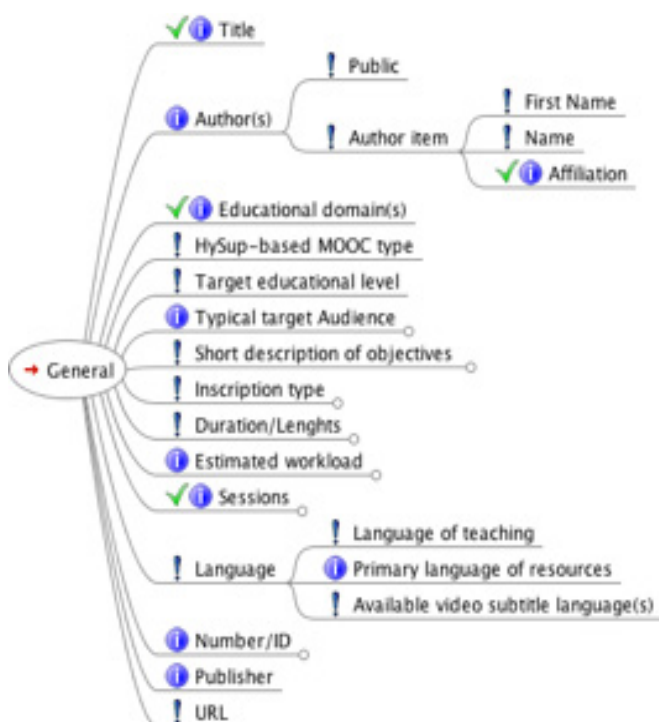 Title
Public
Author(s)
First Name
Author item
Name
Affiliation
Educational domain(s)
HySup-based MOOC type
Target educational level
Typical target Audience
Short description of objectives
General
Inscription type
Duration/Lenghts
Estimated workload
Sessions
Language of teaching
Language
Primary language of resources
Available video subtitle language(s)
Number/ID
Publisher
URL